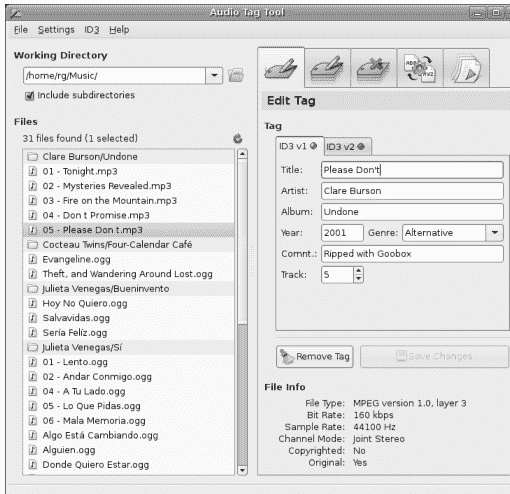 Audio Tag Tool
File Settings ID3 Help
Working Directory
/home/rg/Music/
Include subdirectories
Files
31 files found (1 selected)
Clare Burson/Undone
01 - Tonight.mp3
02 - Mysteries Revealed.mp3
03 - Fire on the Mountain.mp3
04 - Don t Promise.mp3
05 - Please Don t.mp3
Cocteau Twins/Four-Calendar Café
Evangeline.ogg
Theft, and Wandering Around Lost.ogg
Julieta Venegas/Bueninvento
Hoy No Quiero.ogg
Salvavidas.ogg
Sería Felíz.ogg
Julieta Venegas/Sí
01 - Lento.ogg
02 - Andar Conmigo.ogg
04 - A Tu Lado.ogg
05 - Lo Que Pidas.ogg
06 - Mala Memoria.ogg
Algo Está Cambiando.ogg
Alguien.ogg
Donde Quiero Estar.ogg
Edit Tag
Tag
ID3 v1 ID3 v2
Title: Please Don't
Artist: Clare Burson
Album: Undone
Year: 2001 Genre: Alternative
Comnt.: Ripped with Goobox
Track: 5
Remove Tag Save Changes
File Info
File Type: MPEG version 1.0, layer 3
Bit Rate: 160 kbps
Sample Rate: 44100 Hz
Channel Mode: Joint Stereo
Copyrighted: No
Original: Yes